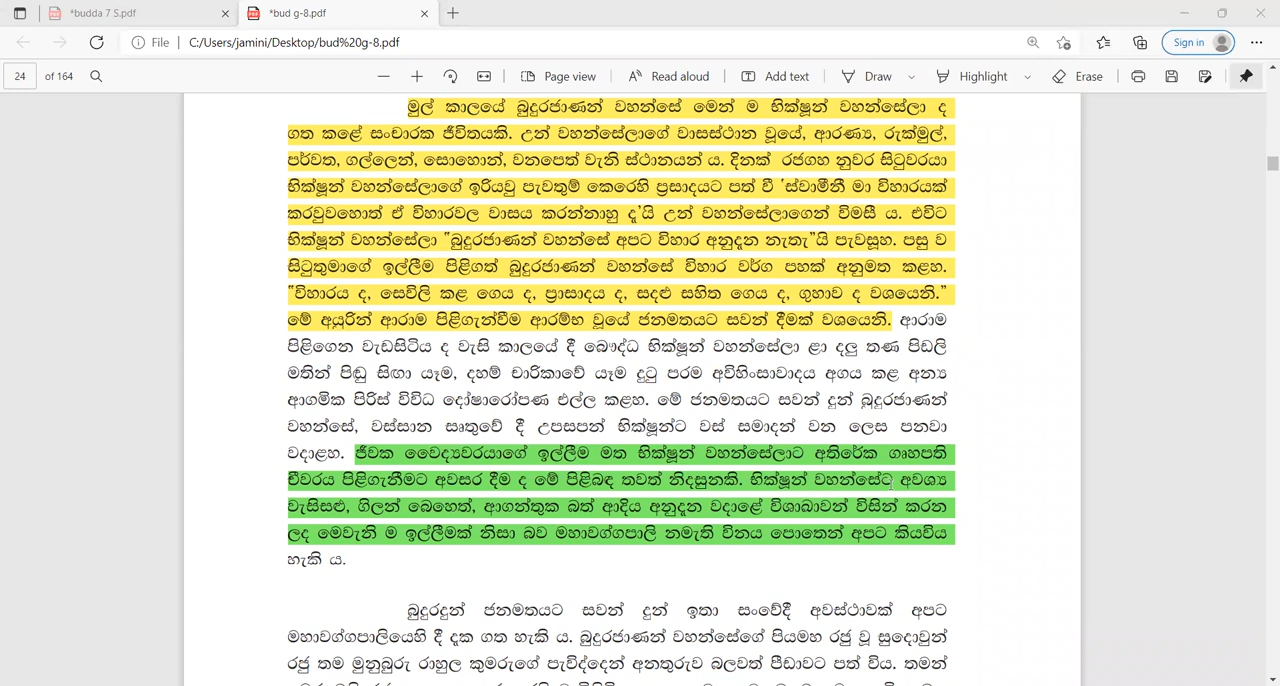 *budda 7 S.pdf
*bud g-8.pdf
File
C:/Users/jamini/Desktop/bud%20g-8.pdf
Sign in
24 of 164
Page view
Read aloud
Add text
Draw
Highlight
Erase
මුල් කාලයේ බුදුරජාණන් වහන්සේ මෙන් ම භික්ෂූන් වහන්සේලා ද
ගත කළේ සංචාරක ජීවිතයකි. උන් වහන්සේලාගේ වාසස්ථාන වූයේ, ආරණ්‍ය, රුක්මුල්,
පර්වත, ගල්ලෙන්, සොහොන්, වනපෙත් වැනි ස්ථානයන් ය. දිනක් රජගහ නුවර සිටුවරයා
භික්ෂූන් වහන්සේලාගේ ඉරියවු පැවතුම් කෙරෙහි ප්‍රසාදයට පත් වී ‘ස්වාමීනී මා විහාරයක්
කරවුවහොත් ඒ විහාරවල වාසය කරන්නාහු ද’යි උන් වහන්සේලාගෙන් විමසී ය. එවිට
භික්ෂූන් වහන්සේලා “බුදුරජාණන් වහන්සේ අපට විහාර අනුදැන නැතැ”යි පැවසූහ. පසු ව
සිටුතුමාගේ ඉල්ලීම පිළිගත් බුදුරජාණන් වහන්සේ විහාර වර්ග පහක් අනුමත කළහ.
“විහාරය ද, සෙවිලි කළ ගෙය ද, ප්‍රාසාදය ද, සදළු සහිත ගෙය ද, ගුහාව ද වශයෙනි.”
මේ අයුරින් ආරාම පිළිගැන්වීම ආරම්භ වූයේ ජනමතයට සවන් දීමක් වශයෙනි. ආරාම
පිළිගෙන වැඩසිටිය ද වැසි කාලයේ දී බෞද්ධ භික්ෂූන් වහන්සේලා ළා දලු තණ පිඩලි
මතින් පිඬු සිඟා යෑම, දහම් චාරිකාවේ යෑම දුටු පරම අවිහිංසාවාදය අගය කළ අන්‍ය
ආගමික පිරිස් විවිධ දෝෂාරෝපණ එල්ල කළහ. මේ ජනමතයට සවන් දුන් බුදුරජාණන්
වහන්සේ, වස්සාන සෘතුවේ දී උපසපන් භික්ෂූන්ට වස් සමාදන් වන ලෙස පනවා
වදාළහ. ජීවක වෛද්‍යවරයාගේ ඉල්ලීම මත භික්ෂූන් වහන්සේලාට අතිරේක ගෘහපති
චීවරය පිළිගැනීමට අවසර දීම ද මේ පිළිබඳ තවත් නිදසුනකි. භික්ෂූන් වහන්සේට අවශ්‍ය
වැසිසළු, ගිලන් බෙහෙත්, ආගන්තුක බත් ආදිය අනුදැන වදාළේ විශාඛාවන් විසින් කරන
ලද මෙවැනි ම ඉල්ලීමක් නිසා බව මහාවග්ගපාලි නමැති විනය පොතෙන් අපට කියවිය
හැකි ය.
බුදුරදුන් ජනමතයට සවන් දුන් ඉතා සංවේදී අවස්ථාවක් අපට
මහාවග්ගපාලියෙහි දී දැක ගත හැකි ය. බුදුරජාණන් වහන්සේගේ පියමහ රජු වූ සුදොවුන්
රජු තම මුනුබුරු රාහුල කුමරුගේ පැවිද්දෙන් අනතුරුව බලවත් පීඩාවට පත් විය. තමන්